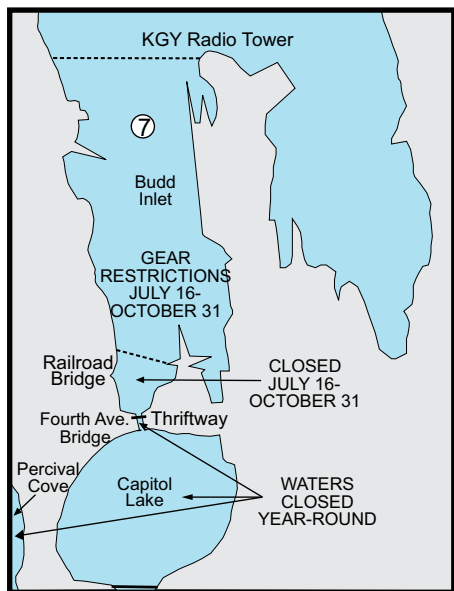 KGY Radio Tower
7
Budd
Inlet
GEAR
RESTRICTIONS
JULY 16-
OCTOBER 31
Railroad
Bridge
CLOSED
JULY 16-
OCTOBER 31
Fourth Ave.
Bridge
Thriftway
Percival
Cove
Capitol
Lake
WATERS
CLOSED
YEAR-ROUND